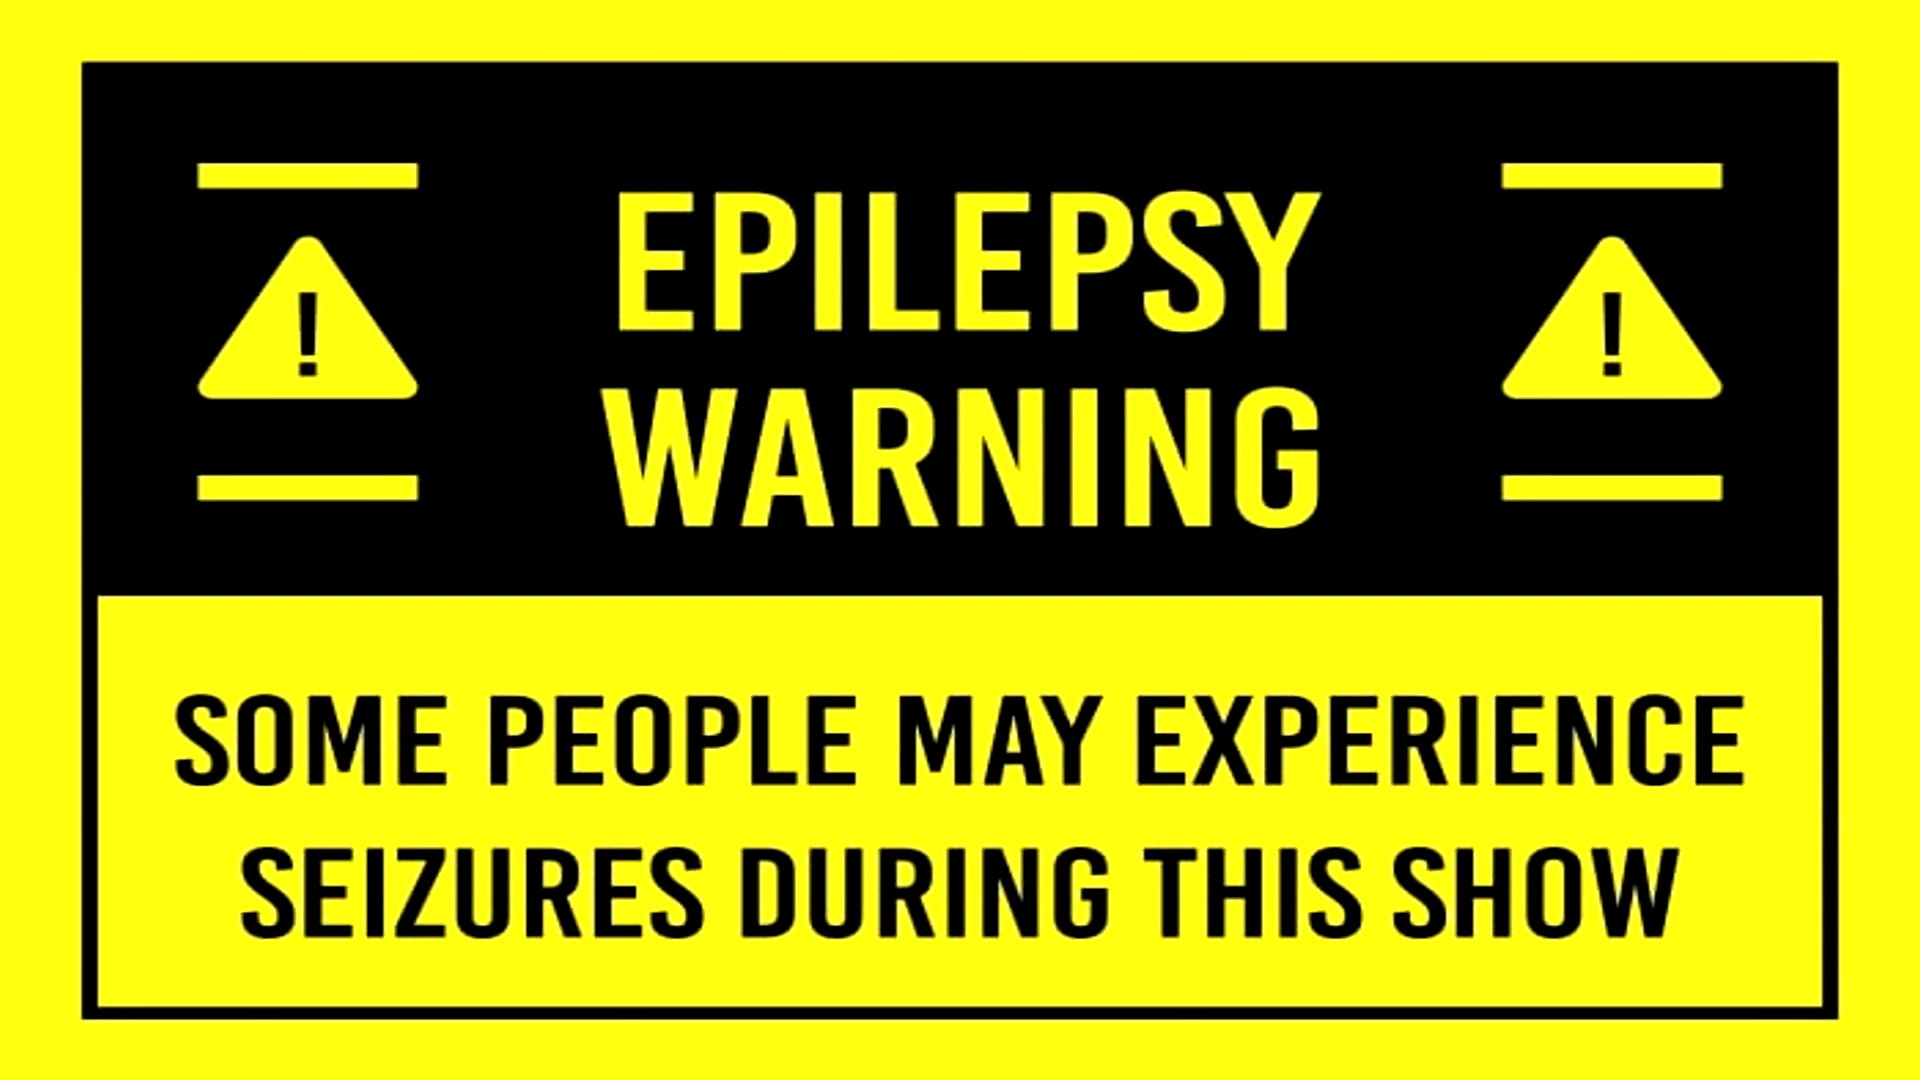 EPILEPSY
WARNING
!
!
SOME PEOPLE MAY EXPERIENCE
SEIZURES DURING THIS SHOW